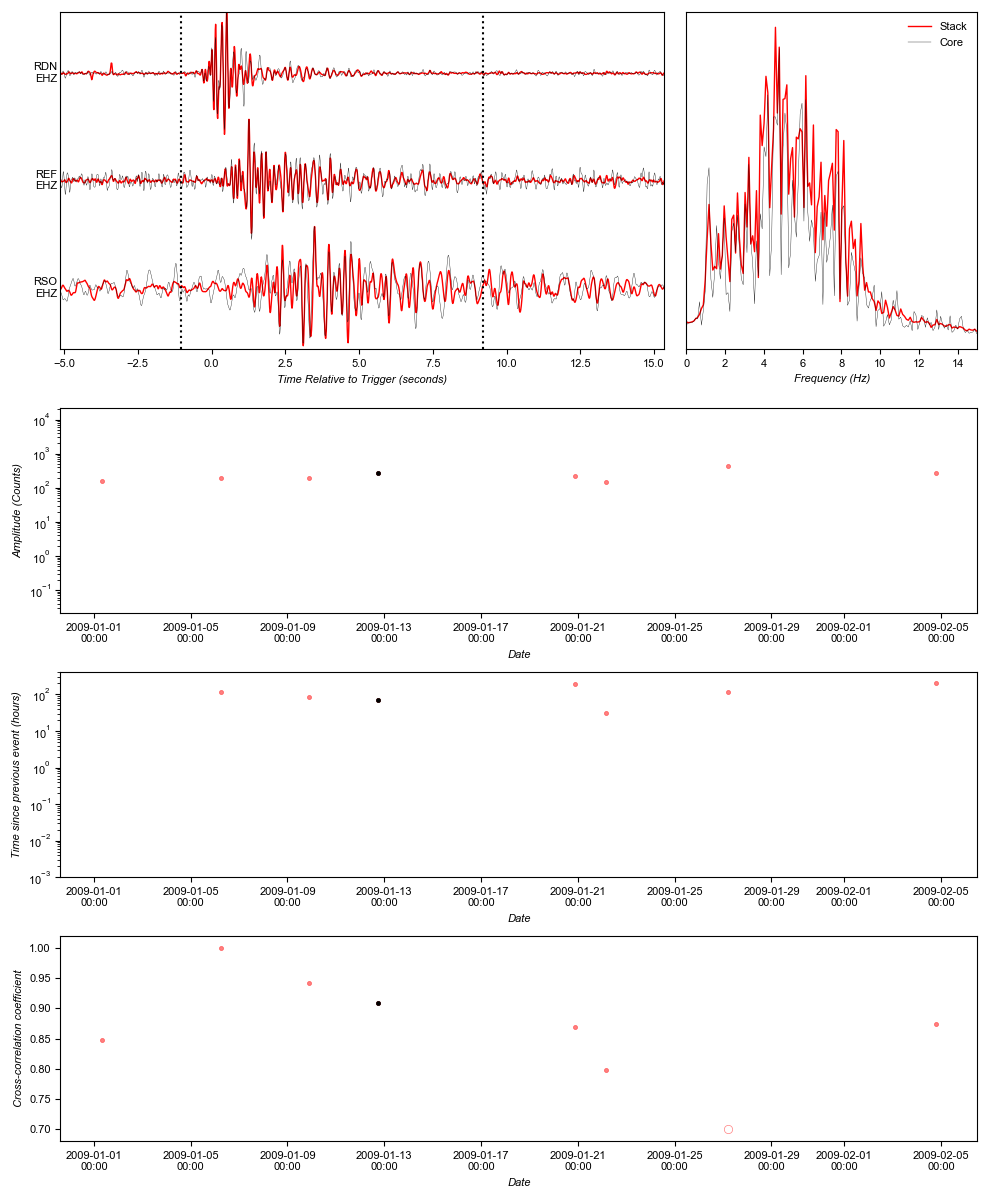 RDN
EHZ
REF
EHZ
RSO
EHZ
−5.0 −2.5 0.0 2.5 5.0 7.5 10.0 12.5 15.0
Time Relative to Trigger (seconds)
Stack
Core
0 2 4 6 8 10 12 14
Frequency (Hz)
Amplitude (Counts)
10^4
10^3
10^2
10^1
10^0
10^−1
2009-01-01 2009-01-05 2009-01-09 2009-01-13 2009-01-17 2009-01-21 2009-01-25 2009-01-29 2009-02-01 2009-02-05
00:00 00:00 00:00 00:00 00:00 00:00 00:00 00:00 00:00 00:00
Date
Time since previous event (hours)
10^2
10^1
10^0
10^−1
10^−2
10^−3
2009-01-01 2009-01-05 2009-01-09 2009-01-13 2009-01-17 2009-01-21 2009-01-25 2009-01-29 2009-02-01 2009-02-05
00:00 00:00 00:00 00:00 00:00 00:00 00:00 00:00 00:00 00:00
Date
Cross-correlation coefficient
1.00
0.95
0.90
0.85
0.80
0.75
0.70
2009-01-01 2009-01-05 2009-01-09 2009-01-13 2009-01-17 2009-01-21 2009-01-25 2009-01-29 2009-02-01 2009-02-05
00:00 00:00 00:00 00:00 00:00 00:00 00:00 00:00 00:00 00:00
Date